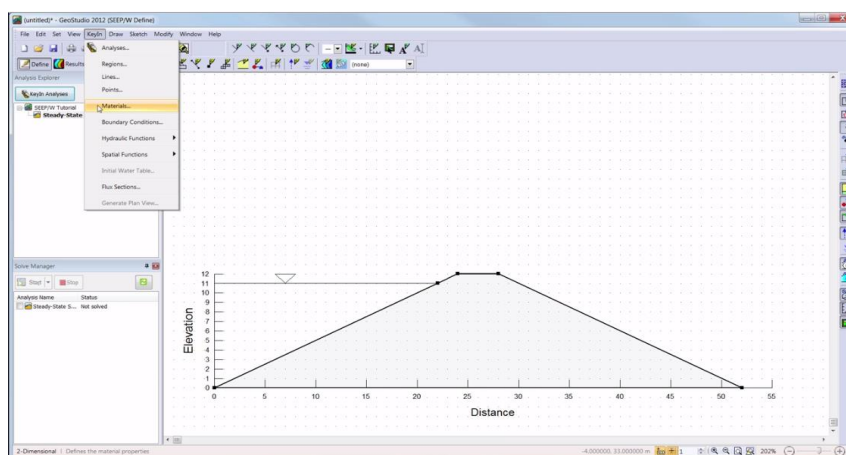 (untitled)* - GeoStudio 2012 (SEEP/W Define)
File Edit Set View KeyIn Draw Sketch Modify Window Help
Define Results
(none)
Analysis Explorer
KeyIn Analyses
SEEP/W Tutorial
Steady-State
Analyses...
Regions...
Lines...
Points...
Materials...
Boundary Conditions...
Hydraulic Functions
Spatial Functions
Initial Water Table...
Flux Sections...
Generate Plan View...
Solve Manager
Start Stop
Analysis Name Status
Steady-State S... Not solved
12
11
10
9
8
7
6
5
4
3
2
1
0
Elevation
0 5 10 15 20 25 30 35 40 45 50 55
Distance
2-Dimensional Defines the material properties
-4.000000, 33.000000 m 1 202%